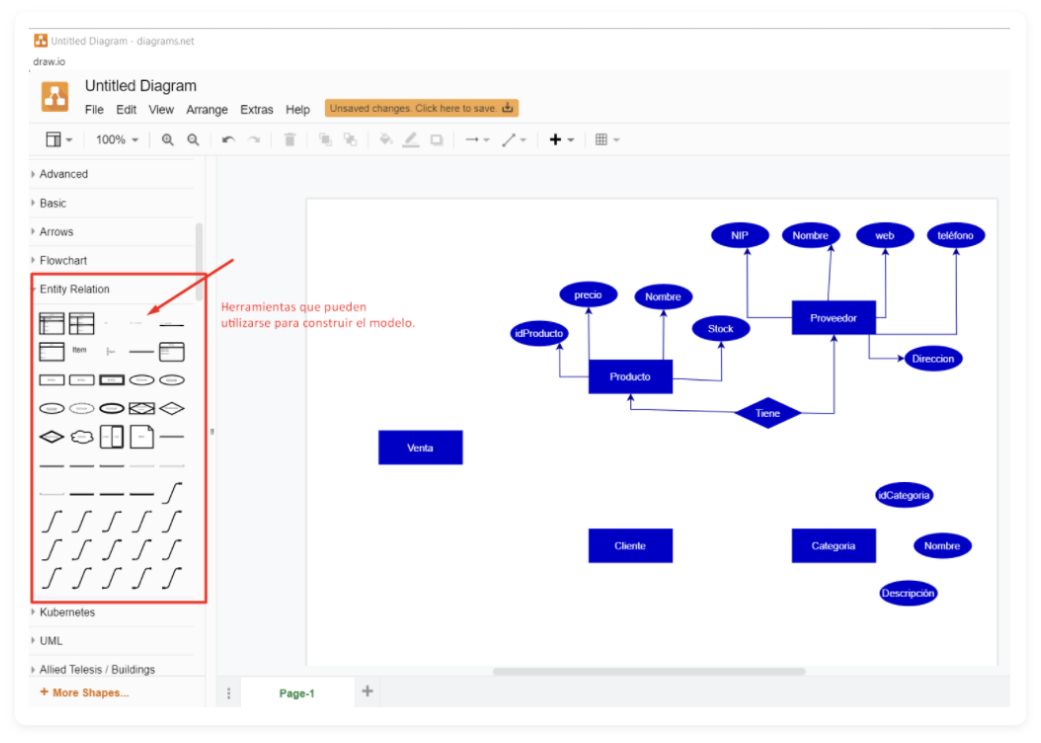 Untitled Diagram - diagrams.net
draw.io
Untitled Diagram
File Edit View Arrange Extras Help Unsaved changes. Click here to save.
100%
Advanced
Basic
Arrows
Flowchart
Entity Relation
Item
Kubernetes
UML
Allied Telesis / Buildings
+ More Shapes...
Herramientas que pueden
utilizarse para construir el modelo.
NIP
Nombre
web
teléfono
precio
Nombre
idProducto
Stock
Proveedor
Direccion
Producto
Tiene
Venta
idCategoria
Cliente
Categoria
Nombre
Descripción
Page-1